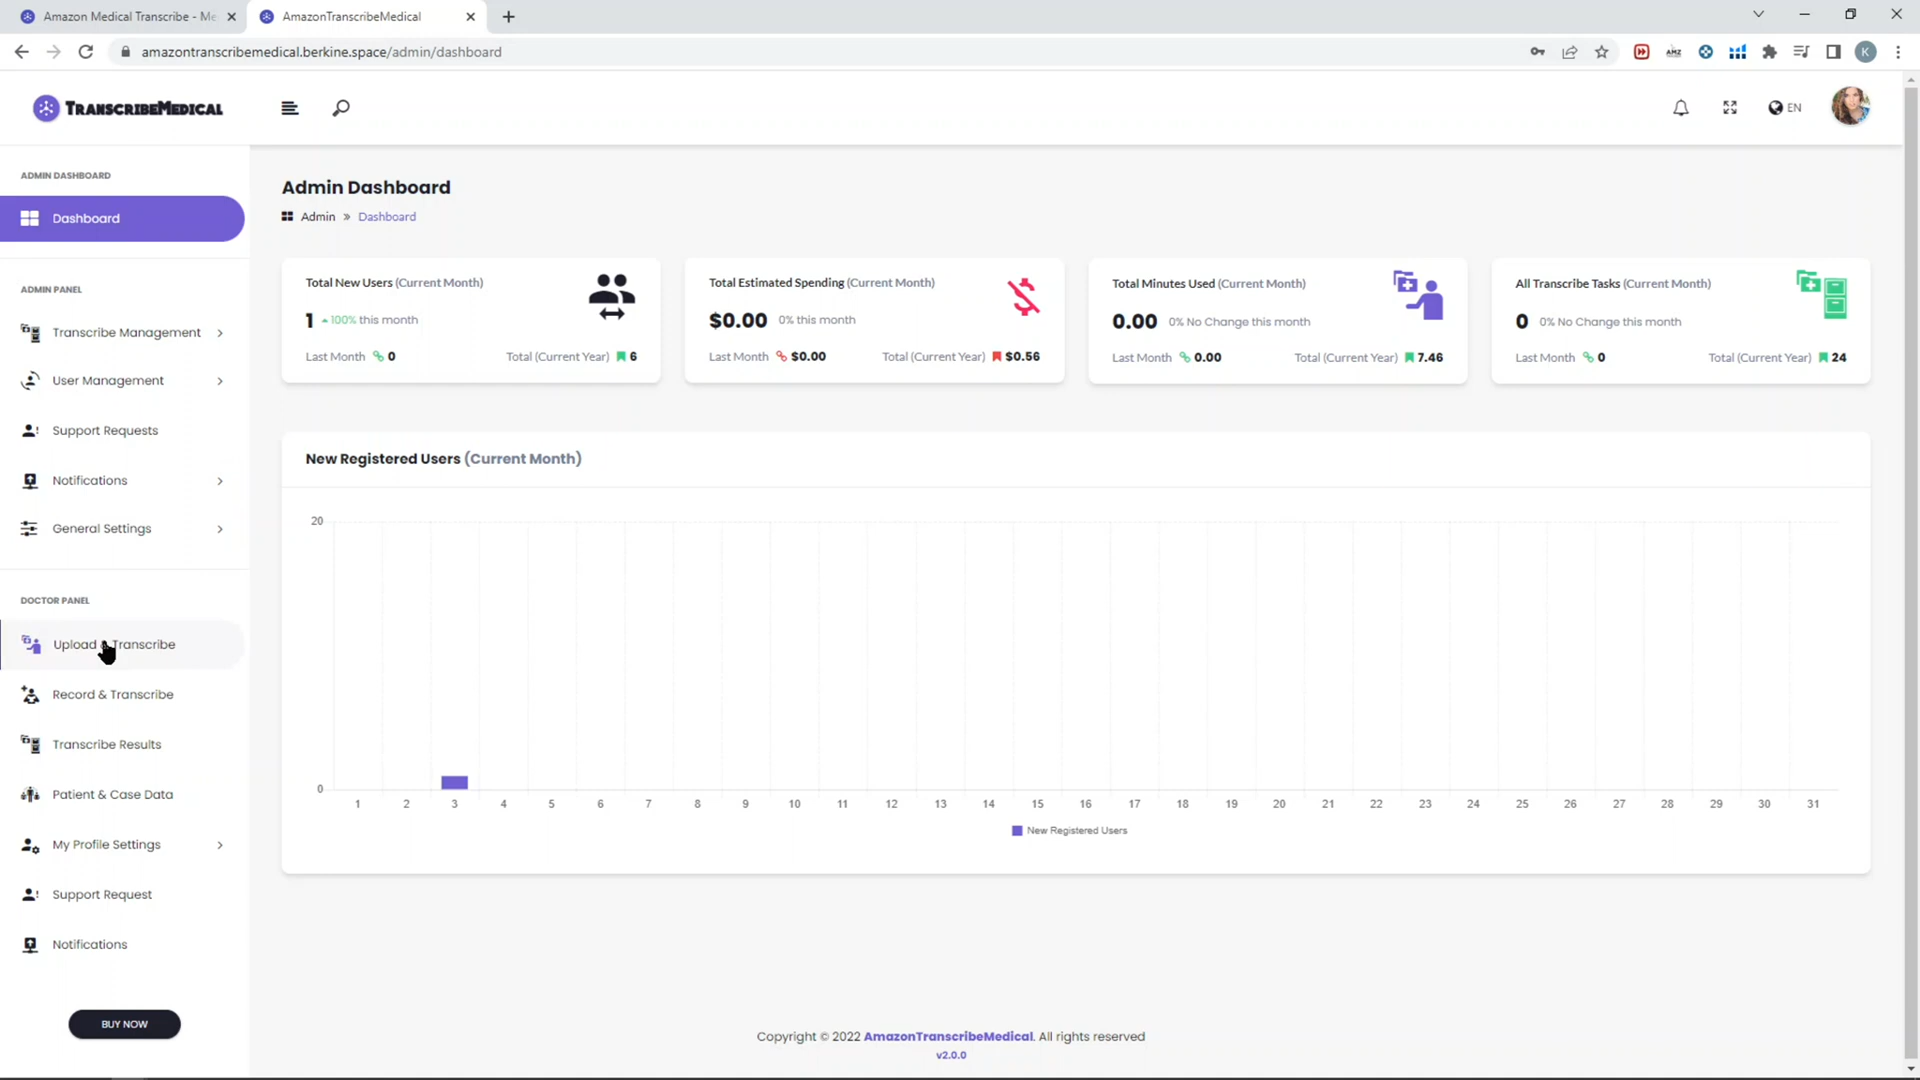 Amazon Medical Transcribe - Me
AmazonTranscribeMedical
amazontranscribemedical.berkine.space/admin/dashboard
AMZ
K
TRANSCRIBEMEDICAL
EN
ADMIN DASHBOARD
Dashboard
ADMIN PANEL
Transcribe Management
User Management
Support Requests
Notifications
General Settings
DOCTOR PANEL
Upload & Transcribe
Record & Transcribe
Transcribe Results
Patient & Case Data
My Profile Settings
Support Request
Notifications
BUY NOW
Admin Dashboard
Admin » Dashboard
Total New Users (Current Month)
1 100% this month
Last Month 0 Total (Current Year) 6
Total Estimated Spending (Current Month)
$0.00 0% this month
Last Month $0.00 Total (Current Year) $0.56
Total Minutes Used (Current Month)
0.00 0% No Change this month
Last Month 0.00 Total (Current Year) 7.46
All Transcribe Tasks (Current Month)
0 0% No Change this month
Last Month 0 Total (Current Year) 24
New Registered Users (Current Month)
20
0
1 2 3 4 5 6 7 8 9 10 11 12 13 14 15 16 17 18 19 20 21 22 23 24 25 26 27 28 29 30 31
New Registered Users
Copyright © 2022 AmazonTranscribeMedical. All rights reserved
v2.0.0